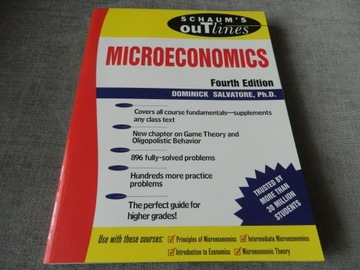 SCHAUM'S
OUTlines
MICROECONOMICS
Fourth Edition
DOMINICK SALVATORE, Ph.D.
Covers all course fundamentals—supplements
any class text
New chapter on Game Theory and
Oligopolistic Behavior
896 fully-solved problems
Hundreds more practice
problems
The perfect guide for
higher grades!
TRUSTED BY
MORE THAN
30 MILLION
STUDENTS
Use with these courses: Principles of Microeconomics Intermediate Microeconomics
Introduction to Economics Microeconomic Theory